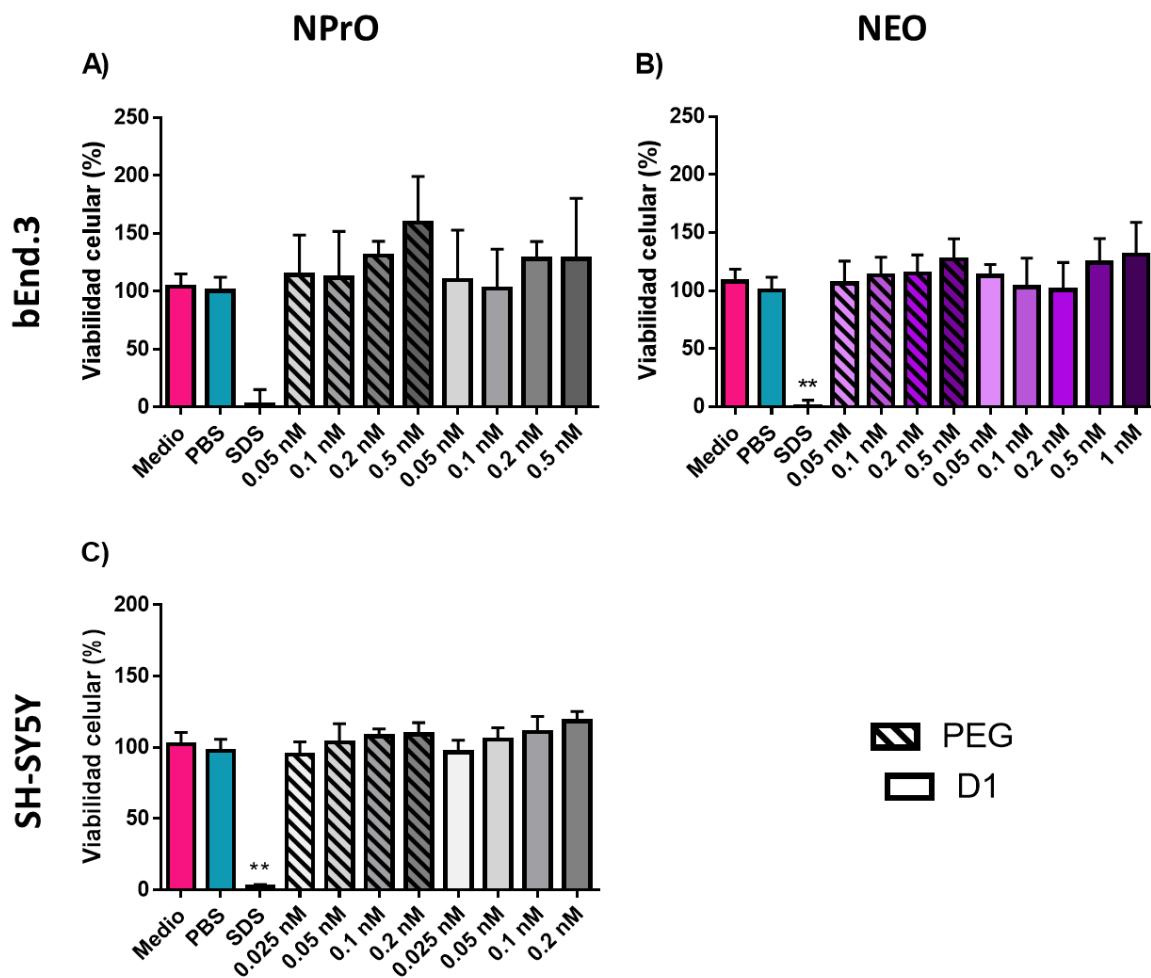 NPrO
NEO
bEnd.3
A)
Viabilidad celular (%)
250
200
150
100
50
0
Medio
PBS
SDS
0.05 nM
0.1 nM
0.2 nM
0.5 nM
0.05 nM
0.1 nM
0.2 nM
0.5 nM
B)
Viabilidad celular (%)
250
200
150
100
50
0
**
Medio
PBS
SDS
0.05 nM
0.1 nM
0.2 nM
0.5 nM
0.05 nM
0.1 nM
0.2 nM
0.5 nM
1 nM
SH-SY5Y
C)
Viabilidad celular (%)
200
150
100
50
0
**
Medio
PBS
SDS
0.025 nM
0.05 nM
0.1 nM
0.2 nM
0.025 nM
0.05 nM
0.1 nM
0.2 nM
PEG
D1